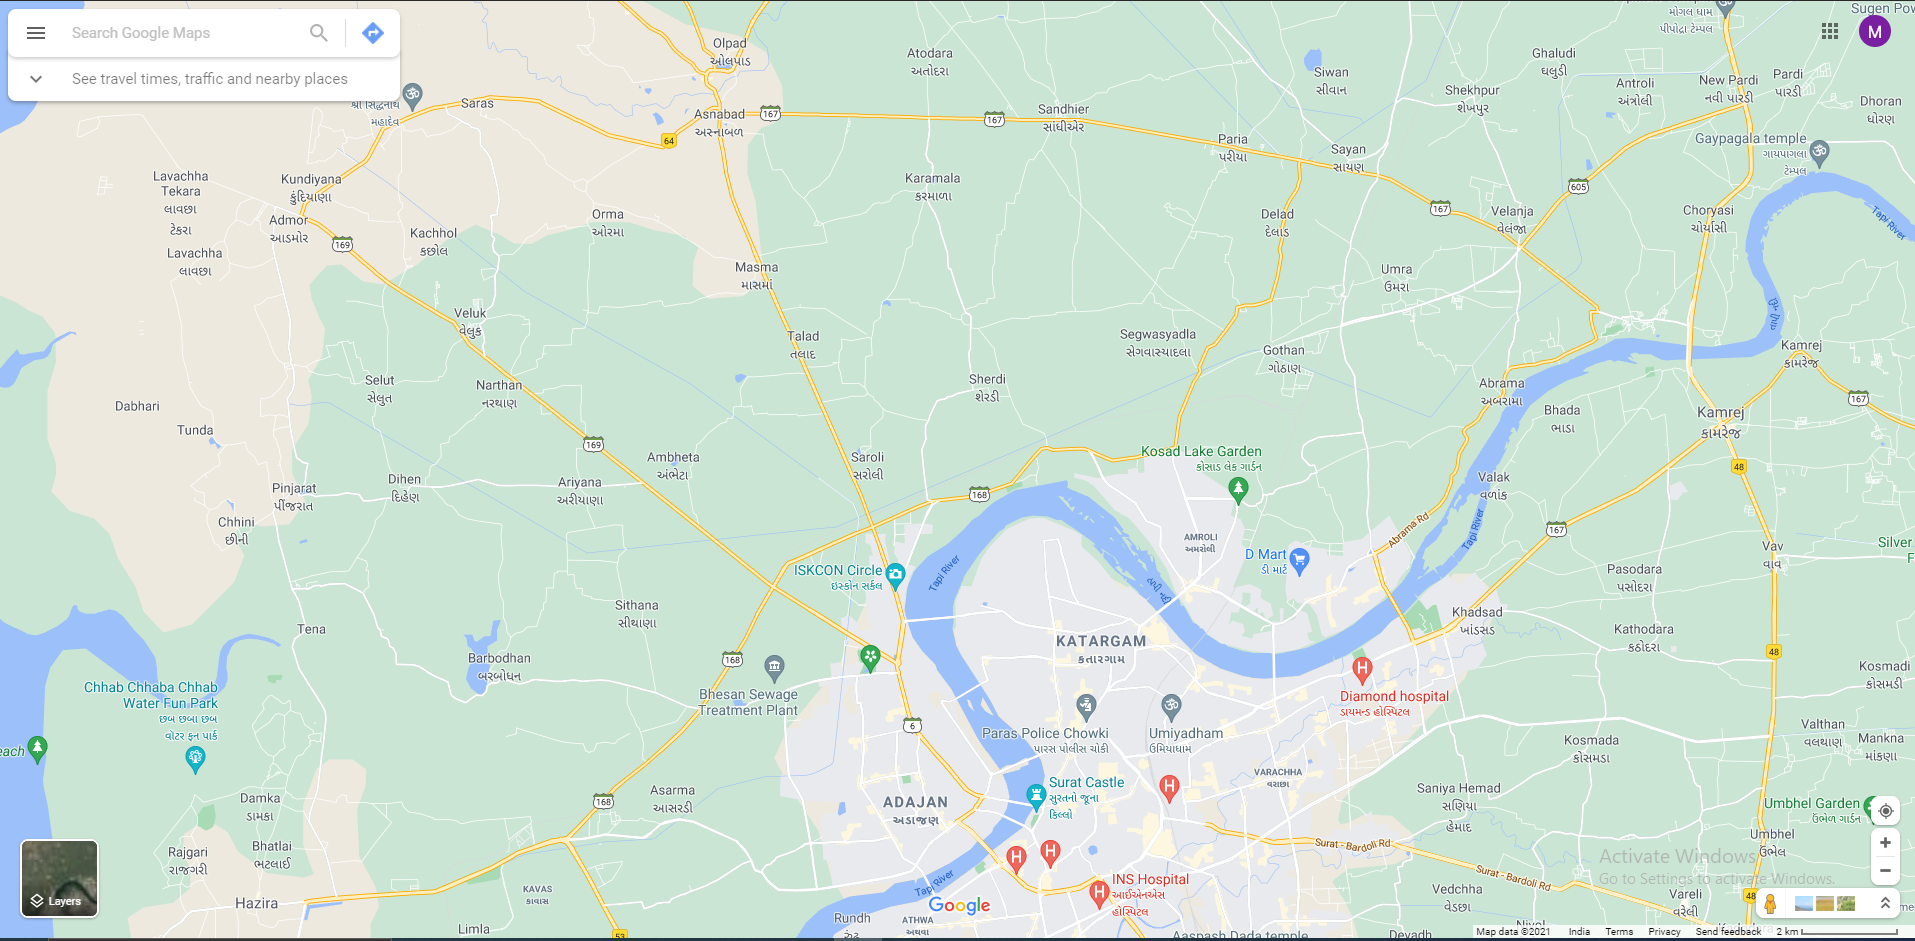 Search Google Maps
See travel times, traffic and nearby places
M
Olpad
ઓલપાડ
Atodara
અતોદરા
Siwan
સીવાન
Ghaludi
ઘલુડી
મોગલ ધામ
પીપોદ્રા ટેમ્પલ
Sugen Pow
Shekhpur
શેખપુર
Antroli
અંત્રોલી
New Pardi
નવી પારડી
Pardi
પારડી
Dhoran
ધોરણ
શ્રી સિદ્ધનાથ
મહાદેવ
Saras
Asnabad
અસ્નાબળ
167
64
167
Sandhier
સાંધીએર
Paria
પરીયા
Sayan
સાયણ
Gaypagala temple
ગાયપાગલા
ટેમ્પલ
Lavachha
Tekara
લાવછા
ટેકરા
Kundiyana
કુંદિયાણા
Admor
આડમોર
Karamala
કરમાળા
605
167
Velanja
વેલંજા
Choryasi
ચોર્યાસી
Tapi River
Orma
ઓરમા
Delad
દેલાડ
Kachhol
કછોલ
169
Lavachha
લાવછા
Masma
માસમાં
Umra
ઉમરા
Veluk
વેલુક
Talad
તલાદ
Segwasyadla
સેગવાસ્યાદલા
Gothan
ગોઠાણ
Kamrej
કામરેજ
Selut
સેલુત
Narthan
નરથાણ
Sherdi
શેરડી
Abrama
અબરામા
Dabhari
Bhada
ભાડા
Kamrej
કામરેજ
167
Tunda
169
Ambheta
અંભેટા
Saroli
સરોલી
Kosad Lake Garden
કોસાડ લેક ગાર્ડન
48
Pinjarat
પીંજરાત
Dihen
દિહેણ
Ariyana
અરીયાણા
168
Valak
વળાંક
Chhini
છીની
AMROLI
અમરોલી
Abrama Rd
Tapi River
167
Vav
વાવ
Silver
F
D Mart
ડી માર્ટ
ISKCON Circle
ઇસ્કોન સર્કલ
Tapi River
Pasodara
પસોદરા
Sithana
સીથાણા
Khadsad
ખાંડસડ
Tena
KATARGAM
કતારગામ
Kathodara
કઠોદરા
Barbodhan
બરબોધન
168
48
Kosmadi
કોસમડી
Chhab Chhaba Chhab
Water Fun Park
છબ છબા છબ
વોટર ફન પાર્ક
Bhesan Sewage
Treatment Plant
Diamond hospital
ડાયમન્ડ હોસ્પિટલ
6
Paras Police Chowki
પારસ પોલીસ ચોકી
Umiyadham
ઉમિયાધામ
Valthan
વલથાણ
Mankna
માંકણા
each
Kosmada
કોસમડા
VARACHHA
વરાછા
Surat Castle
સુરતનો જૂના
કિલ્લો
Asarma
આસરડી
Damka
ડામકા
168
ADAJAN
અડાજણ
Saniya Hemad
સણિયા
હેમાદ
Umbhel Garden
ઉંભેળ ગાર્ડન
Umbhel
ઉંભેલ
Rajgari
રાજગરી
Bhatlai
ભટલાઈ
Surat - Bardoli Rd
Surat - Bardoli Rd
Activate Windows
Go to Settings to activate Windows.
Layers
KAVAS
કાવાસ
Tapi River
INS Hospital
આઈએનએસ
હોસ્પિટલ
Vedchha
વેડછા
Vareli
વરેલી
48
Hazira
Google
Limla
53
Rundh
રૂંઢ
ATHWA
અથવા
Aaspash Dada temple
Devadh
Niyol
Map data ©2021
India
Terms
Privacy
Send feedback
2 km